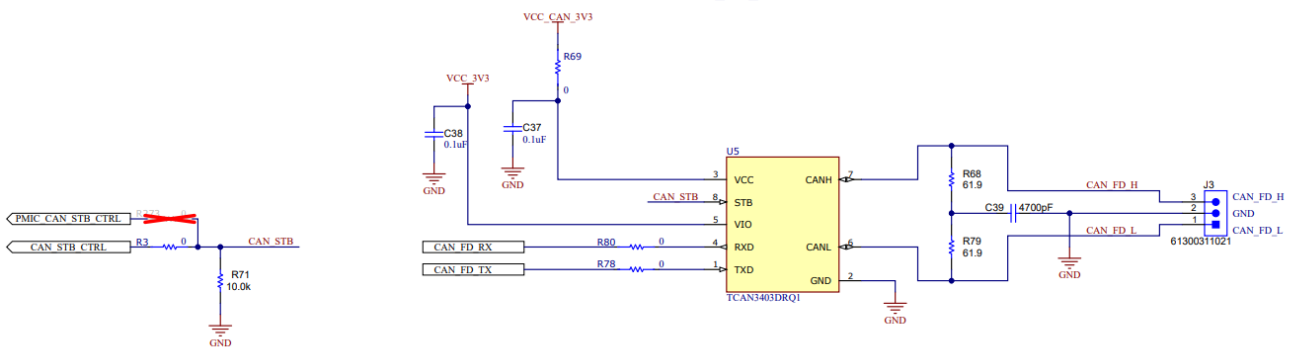 VCC_CAN_3V3
R69
0
VCC_3V3
C38
0.1uF
GND
C37
0.1uF
GND
U5
3 VCC
CAN_STB 8 STB
5 VIO
CAN_FD_RX R80 0 4 RXD
CAN_FD_TX R78 0 1 TXD
CANH 7
CANL 6
GND 2
TCAN3403DRQ1
GND
R68
61.9
C39 4700pF
R79
61.9
GND
CAN_FD_H
CAN_FD_L
J3
3 CAN_FD_H
2 GND
1 CAN_FD_L
61300311021
PMIC_CAN_STB_CTRL
0
CAN_STB_CTRL R3 0 CAN_STB
R71
10.0k
GND